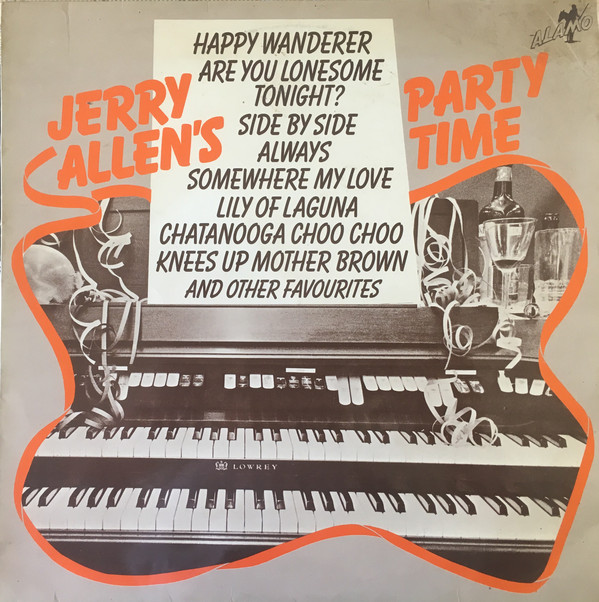 ALAMO
JERRY
ALLEN'S
PARTY
TIME
HAPPY WANDERER
ARE YOU LONESOME
TONIGHT?
SIDE BY SIDE
ALWAYS
SOMEWHERE MY LOVE
LILY OF LAGUNA
CHATANOOGA CHOO CHOO
KNEES UP MOTHER BROWN
AND OTHER FAVOURITES
LOWREY